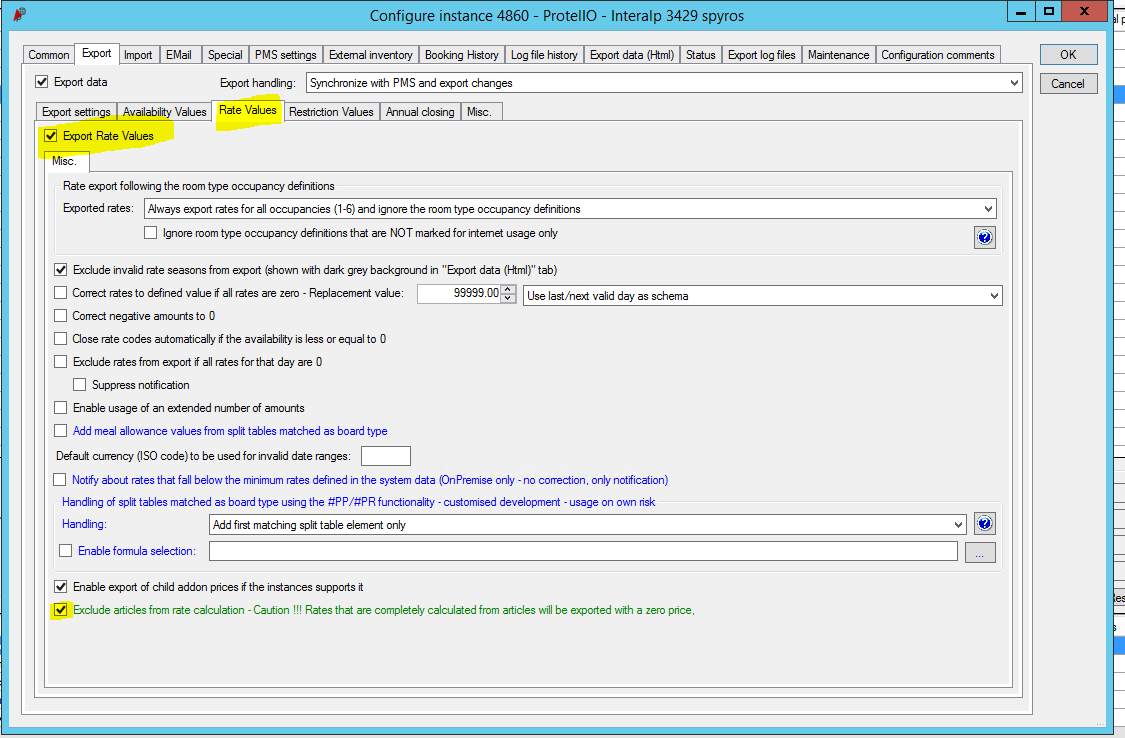 Configure instance 4860 - ProtelIO - Interalp 3429 spyros
Common Export Import EMail Special PMS settings External inventory Booking History Log file history Export data (Html) Status Export log files Maintenance Configuration comments
OK
Cancel
Export data
Export handling: Synchronize with PMS and export changes
Export settings Availability Values Rate Values Restriction Values Annual closing Misc.
Export Rate Values
Misc.
Rate export following the room type occupancy definitions
Exported rates: Always export rates for all occupancies (1-6) and ignore the room type occupancy definitions
Ignore room type occupancy definitions that are NOT marked for internet usage only
?
Exclude invalid rate seasons from export (shown with dark grey background in "Export data (Html)" tab)
Correct rates to defined value if all rates are zero - Replacement value: 99999.00 Use last/next valid day as schema
Correct negative amounts to 0
Close rate codes automatically if the availability is less or equal to 0
Exclude rates from export if all rates for that day are 0
Suppress notification
Enable usage of an extended number of amounts
Add meal allowance values from split tables matched as board type
Default currency (ISO code) to be used for invalid date ranges:
Notify about rates that fall below the minimum rates defined in the system data (OnPremise only - no correction, only notification)
Handling of split tables matched as board type using the #PP/#PR functionality - customised development - usage on own risk
Handling: Add first matching split table element only
?
Enable formula selection:
...
Enable export of child addon prices if the instances supports it
Exclude articles from rate calculation - Caution !!! Rates that are completely calculated from articles will be exported with a zero price.